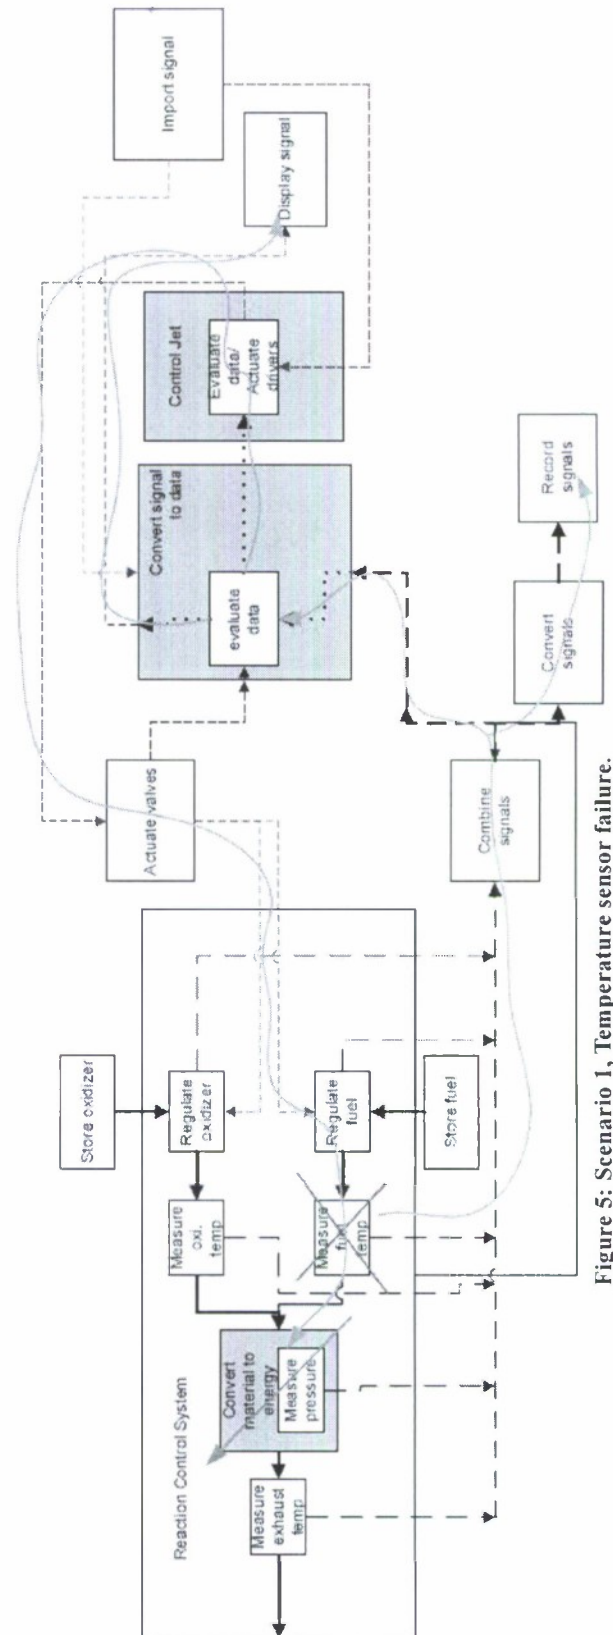 Import signal
Display signal
Control Jet
Evaluate
data/
Actuate
drivers
Convert signal
to data
evaluate
data
Record
signals
Convert
signals
Actuate valves
Combine
signals
Store oxidizer
Regulate
oxidizer
Regulate
fuel
Store fuel
Measure
oxi.
temp
Measure
fuel
temp
Reaction Control System
Convert
material to
energy
Measure
pressure
Measure
exhaust
temp
Figure 5: Scenario 1, Temperature sensor failure.